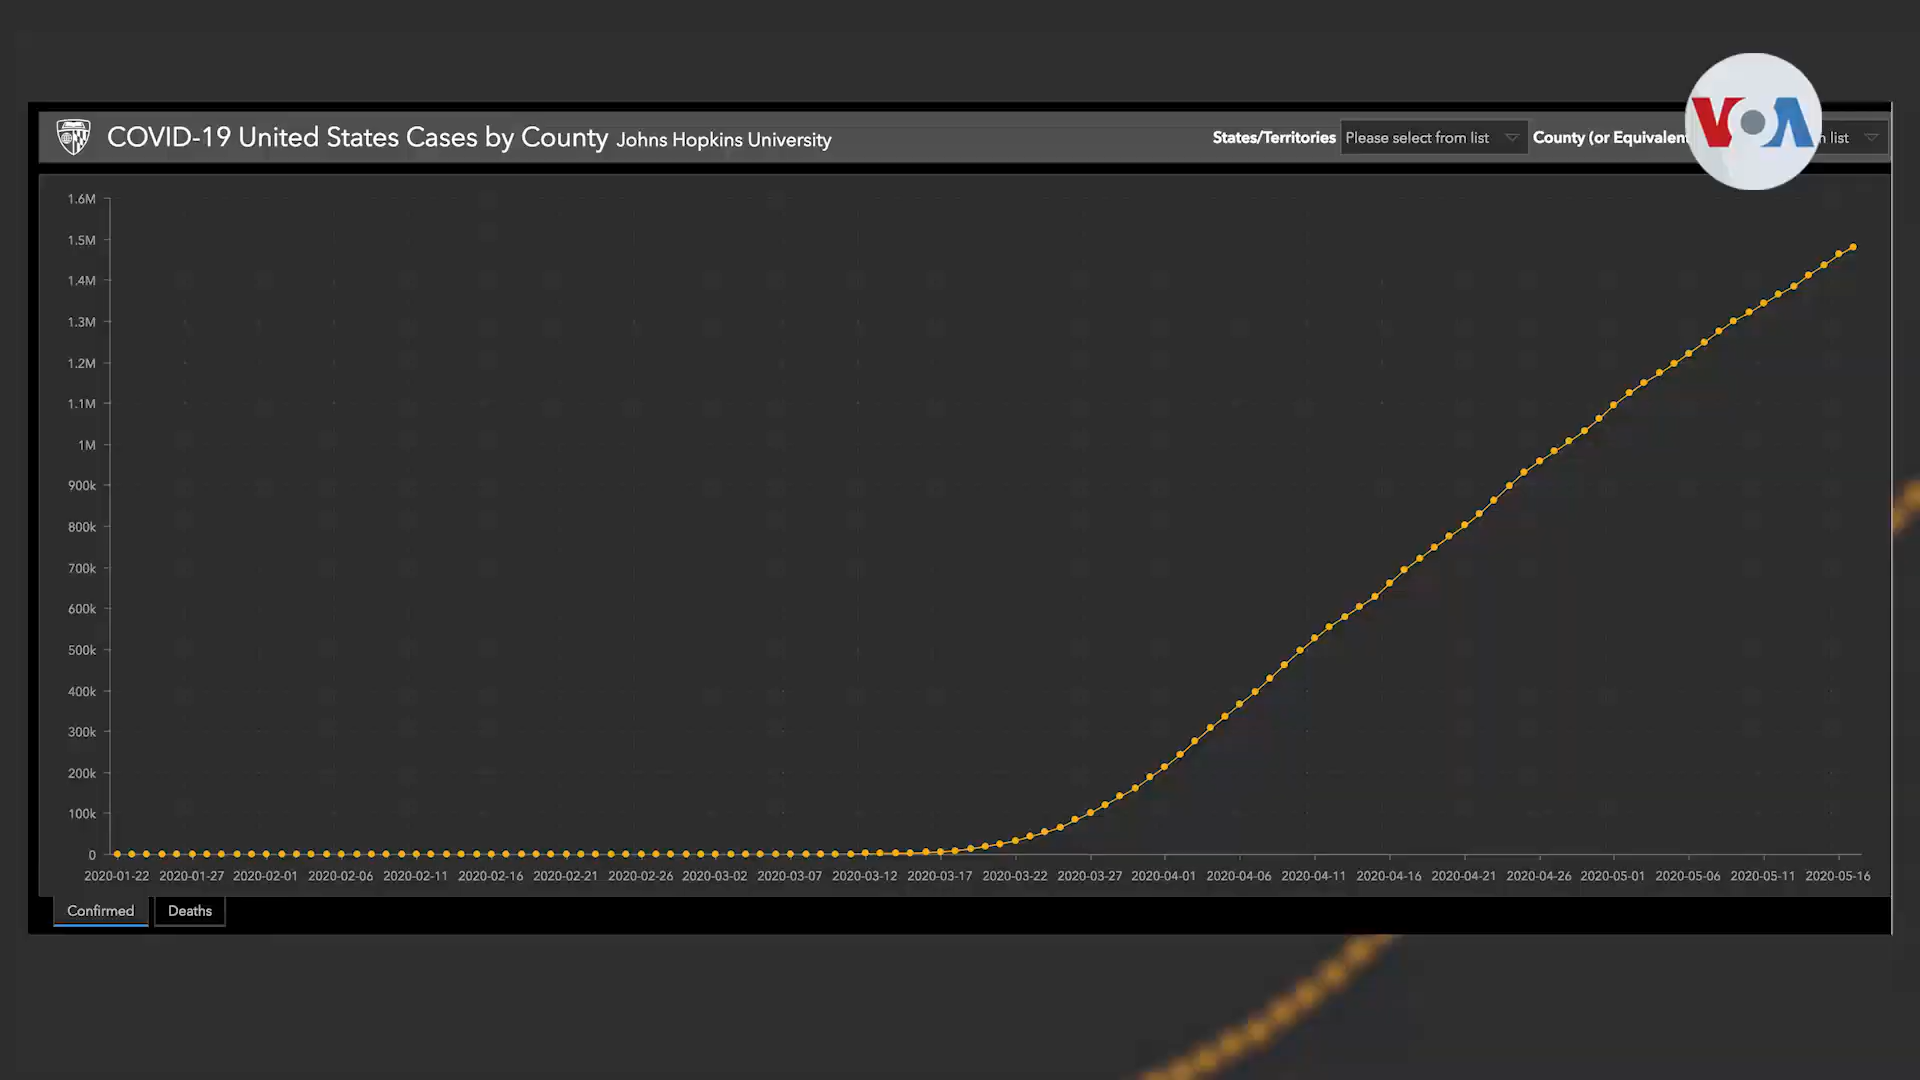 VOA
COVID-19 United States Cases by County Johns Hopkins University
States/Territories Please select from list County (or Equivalent list
1.6M
1.5M
1.4M
1.3M
1.2M
1.1M
1M
900k
800k
700k
600k
500k
400k
300k
200k
100k
0
2020-01-22 2020-01-27 2020-02-01 2020-02-06 2020-02-11 2020-02-16 2020-02-21 2020-02-26 2020-03-02 2020-03-07 2020-03-12 2020-03-17 2020-03-22 2020-03-27 2020-04-01 2020-04-06 2020-04-11 2020-04-16 2020-04-21 2020-04-26 2020-05-01 2020-05-06 2020-05-11 2020-05-16
Confirmed Deaths